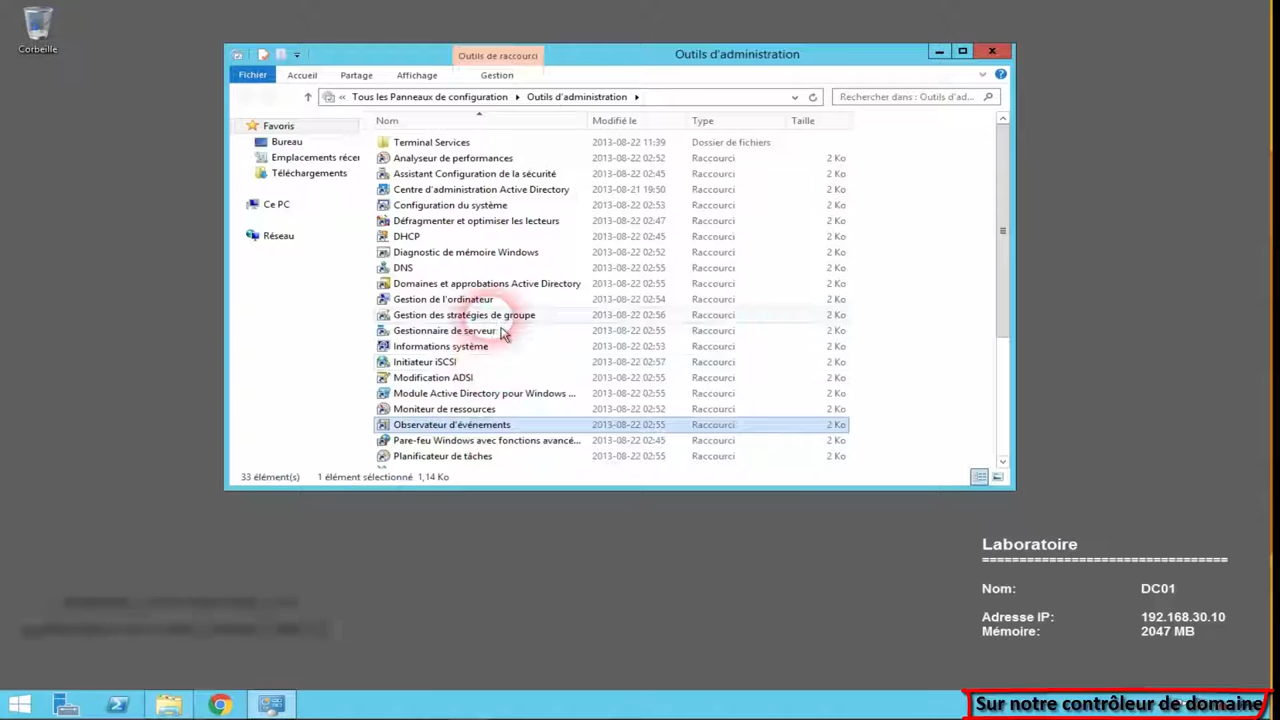 Corbeille
Outils de raccourci
Outils d'administration
Fichier Accueil Partage Affichage Gestion
« Tous les Panneaux de configuration Outils d'administration
Rechercher dans : Outils d'ad...
Nom Modifié le Type Taille
Favoris
Bureau
Emplacements récer
Téléchargements
Ce PC
Réseau
Terminal Services 2013-08-22 11:39 Dossier de fichiers
Analyseur de performances 2013-08-22 02:52 Raccourci 2 Ko
Assistant Configuration de la sécurité 2013-08-22 02:45 Raccourci 2 Ko
Centre d'administration Active Directory 2013-08-21 19:50 Raccourci 2 Ko
Configuration du système 2013-08-22 02:53 Raccourci 2 Ko
Défragmenter et optimiser les lecteurs 2013-08-22 02:47 Raccourci 2 Ko
DHCP 2013-08-22 02:45 Raccourci 2 Ko
Diagnostic de mémoire Windows 2013-08-22 02:52 Raccourci 2 Ko
DNS 2013-08-22 02:55 Raccourci 2 Ko
Domaines et approbations Active Directory 2013-08-22 02:55 Raccourci 2 Ko
Gestion de l'ordinateur 2013-08-22 02:54 Raccourci 2 Ko
Gestion des stratégies de groupe 2013-08-22 02:56 Raccourci 2 Ko
Gestionnaire de serveur 2013-08-22 02:55 Raccourci 2 Ko
Informations système 2013-08-22 02:53 Raccourci 2 Ko
Initiateur iSCSI 2013-08-22 02:57 Raccourci 2 Ko
Modification ADSI 2013-08-22 02:55 Raccourci 2 Ko
Module Active Directory pour Windows ... 2013-08-22 02:55 Raccourci 2 Ko
Moniteur de ressources 2013-08-22 02:52 Raccourci 2 Ko
Observateur d'événements 2013-08-22 02:55 Raccourci 2 Ko
Pare-feu Windows avec fonctions avancé... 2013-08-22 02:45 Raccourci 2 Ko
Planificateur de tâches 2013-08-22 02:55 Raccourci 2 Ko
33 élément(s) 1 élément sélectionné 1,14 Ko
Laboratoire
==================================
Nom: DC01
Adresse IP: 192.168.30.10
Mémoire: 2047 MB
Sur notre contrôleur de domaine